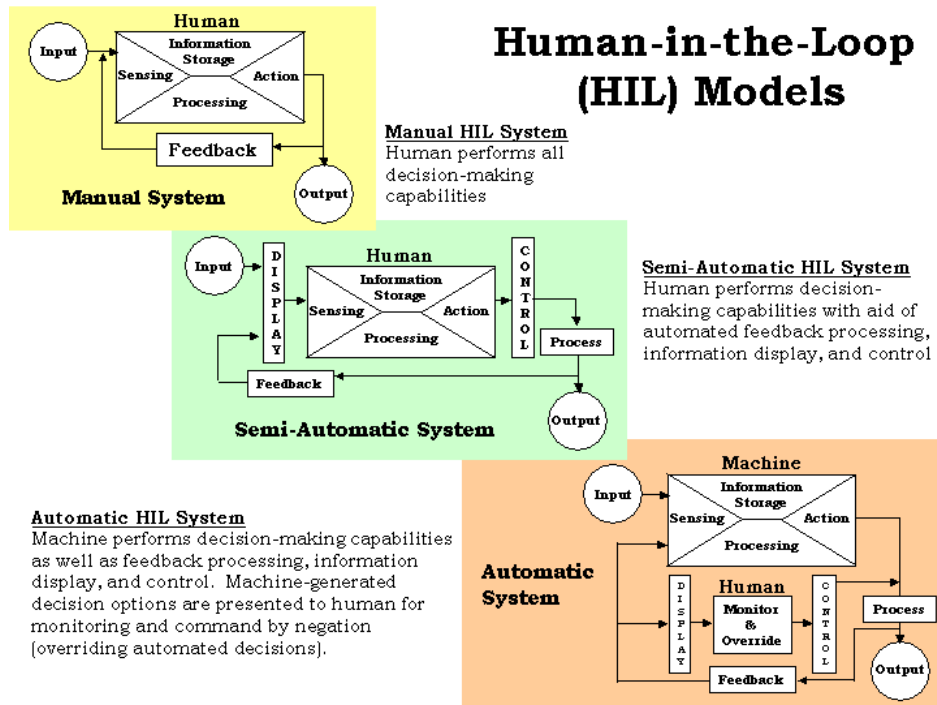 Human-in-the-Loop
(HIL) Models
Human
Input
Information
Storage
Sensing
Action
Processing
Feedback
Output
Manual System
Manual HIL System
Human performs all
decision-making
capabilities
Input
DISPLAY
Human
Information
Storage
Sensing
Action
Processing
CONTROL
Process
Feedback
Output
Semi-Automatic System
Semi-Automatic HIL System
Human performs decision-
making capabilities with aid of
automated feedback processing,
information display, and control
Automatic HIL System
Machine performs decision-making capabilities
as well as feedback processing, information
display, and control.  Machine-generated
decision options are presented to human for
monitoring and command by negation
(overriding automated decisions).
Machine
Input
Information
Storage
Sensing
Action
Processing
Automatic
System
DISPLAY
Human
Monitor
&
Override
CONTROL
Process
Feedback
Output